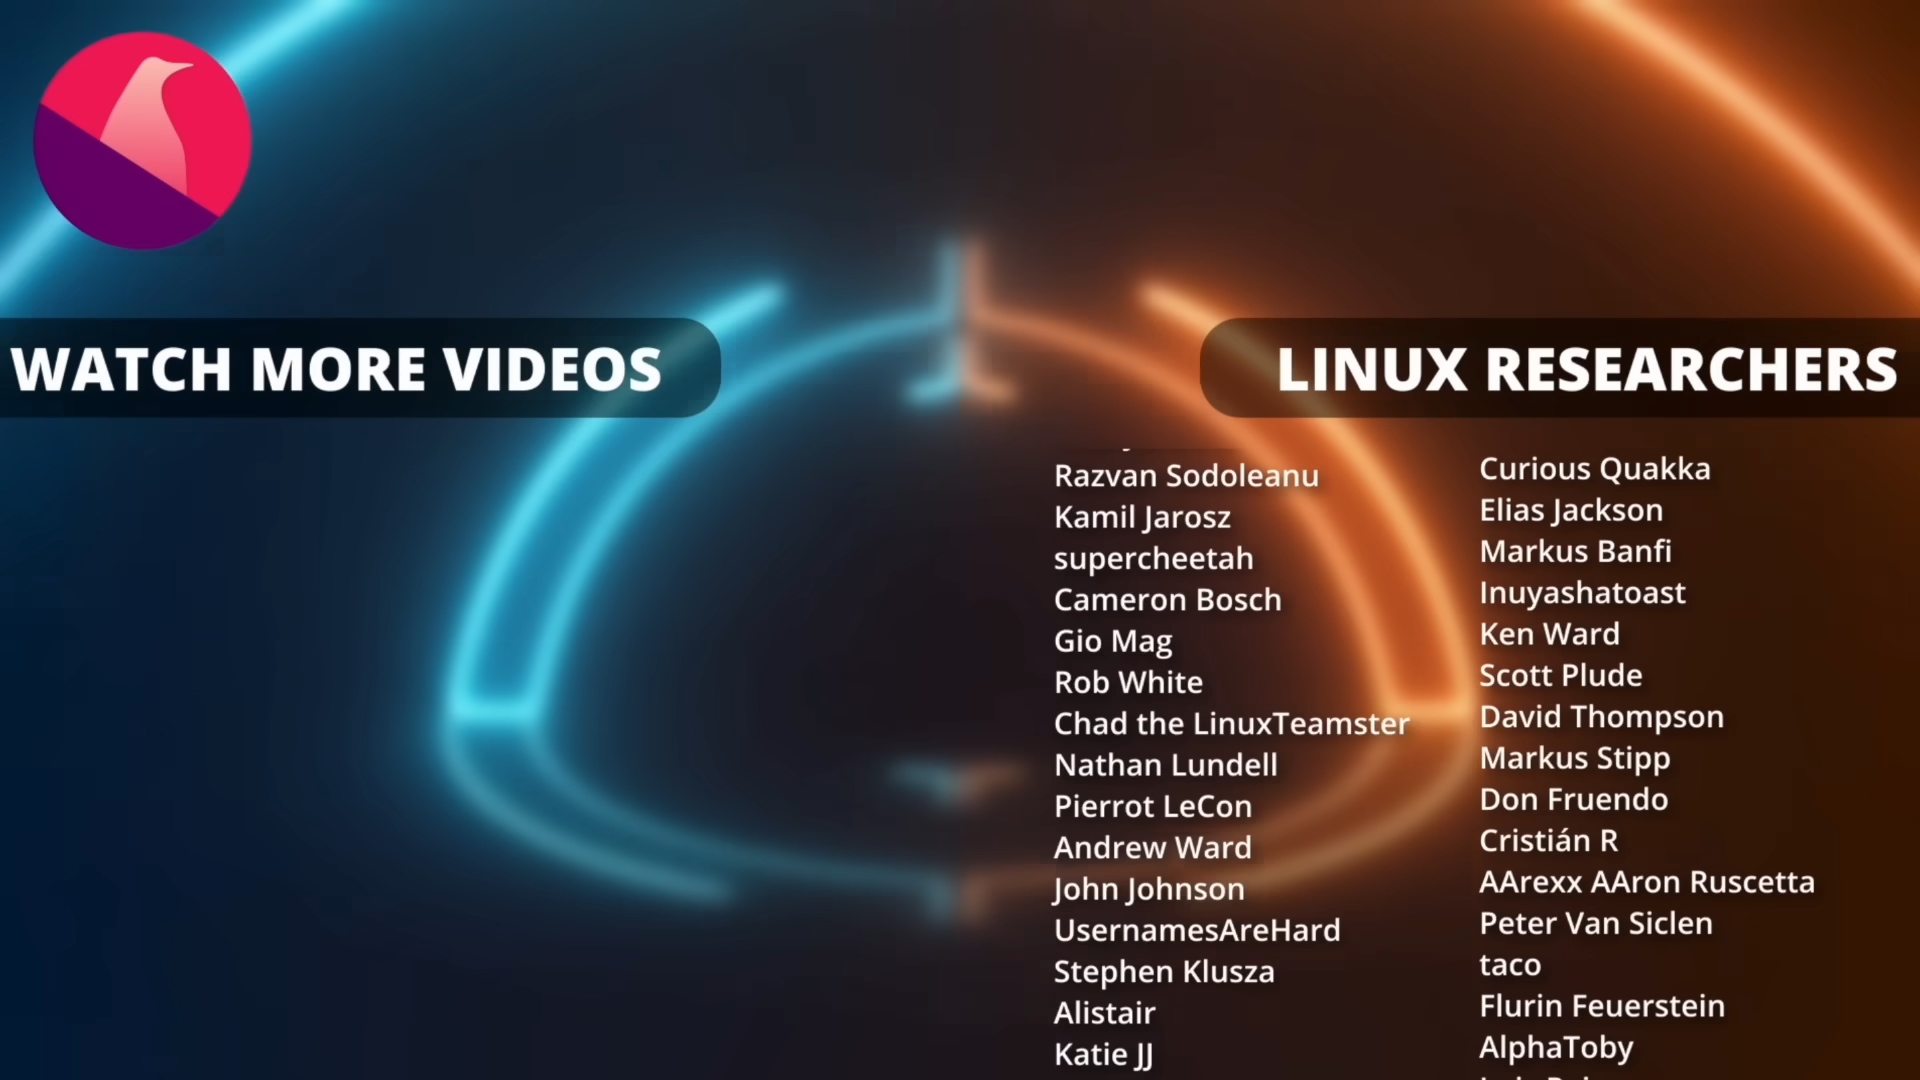 WATCH MORE VIDEOS
LINUX RESEARCHERS
Razvan Sodoleanu
Kamil Jarosz
supercheetah
Cameron Bosch
Gio Mag
Rob White
Chad the LinuxTeamster
Nathan Lundell
Pierrot LeCon
Andrew Ward
John Johnson
UsernamesAreHard
Stephen Klusza
Alistair
Katie JJ
Curious Quakka
Elias Jackson
Markus Banfi
Inuyashatoast
Ken Ward
Scott Plude
David Thompson
Markus Stipp
Don Fruendo
Cristián R
AArexx AAron Ruscetta
Peter Van Siclen
taco
Flurin Feuerstein
AlphaToby